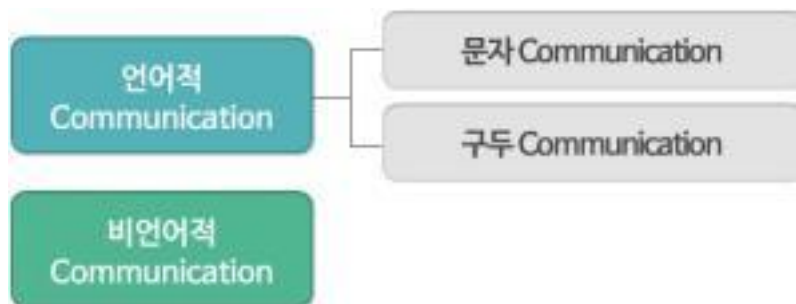 언어적
Communication
문자 Communication
구두 Communication
비언어적
Communication